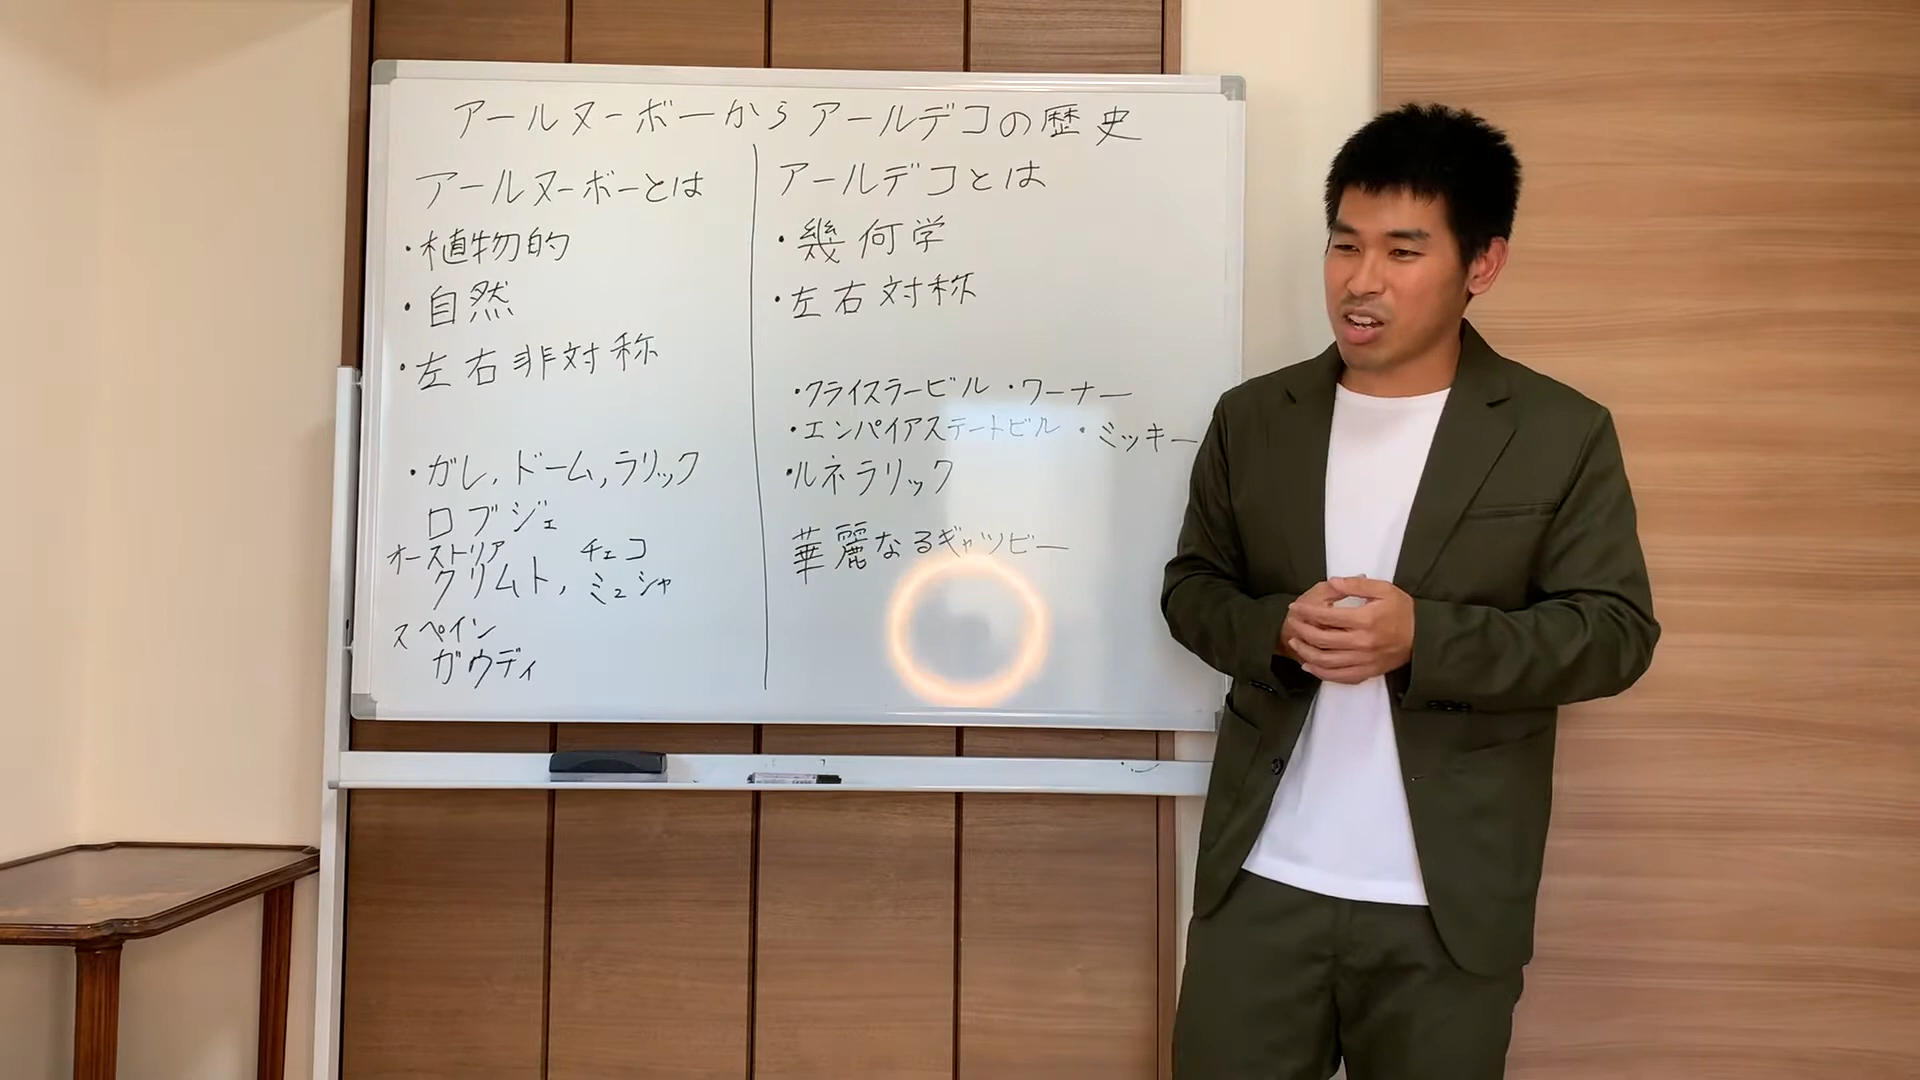 アールヌーボーからアールデコの歴史
アールヌーボーとは
・植物的
・自然
・左右非対称
・ガレ,ドーム,ラリック
ロブジェ
オーストリア チェコ
クリムト, ミュシャ
スペイン
ガウディ
アールデコとは
・幾何学
・左右対称
・クライスラービル ・ワーナー
・エンパイアステートビル ・ミッキー
・ルネラリック
華麗なるギャツビー